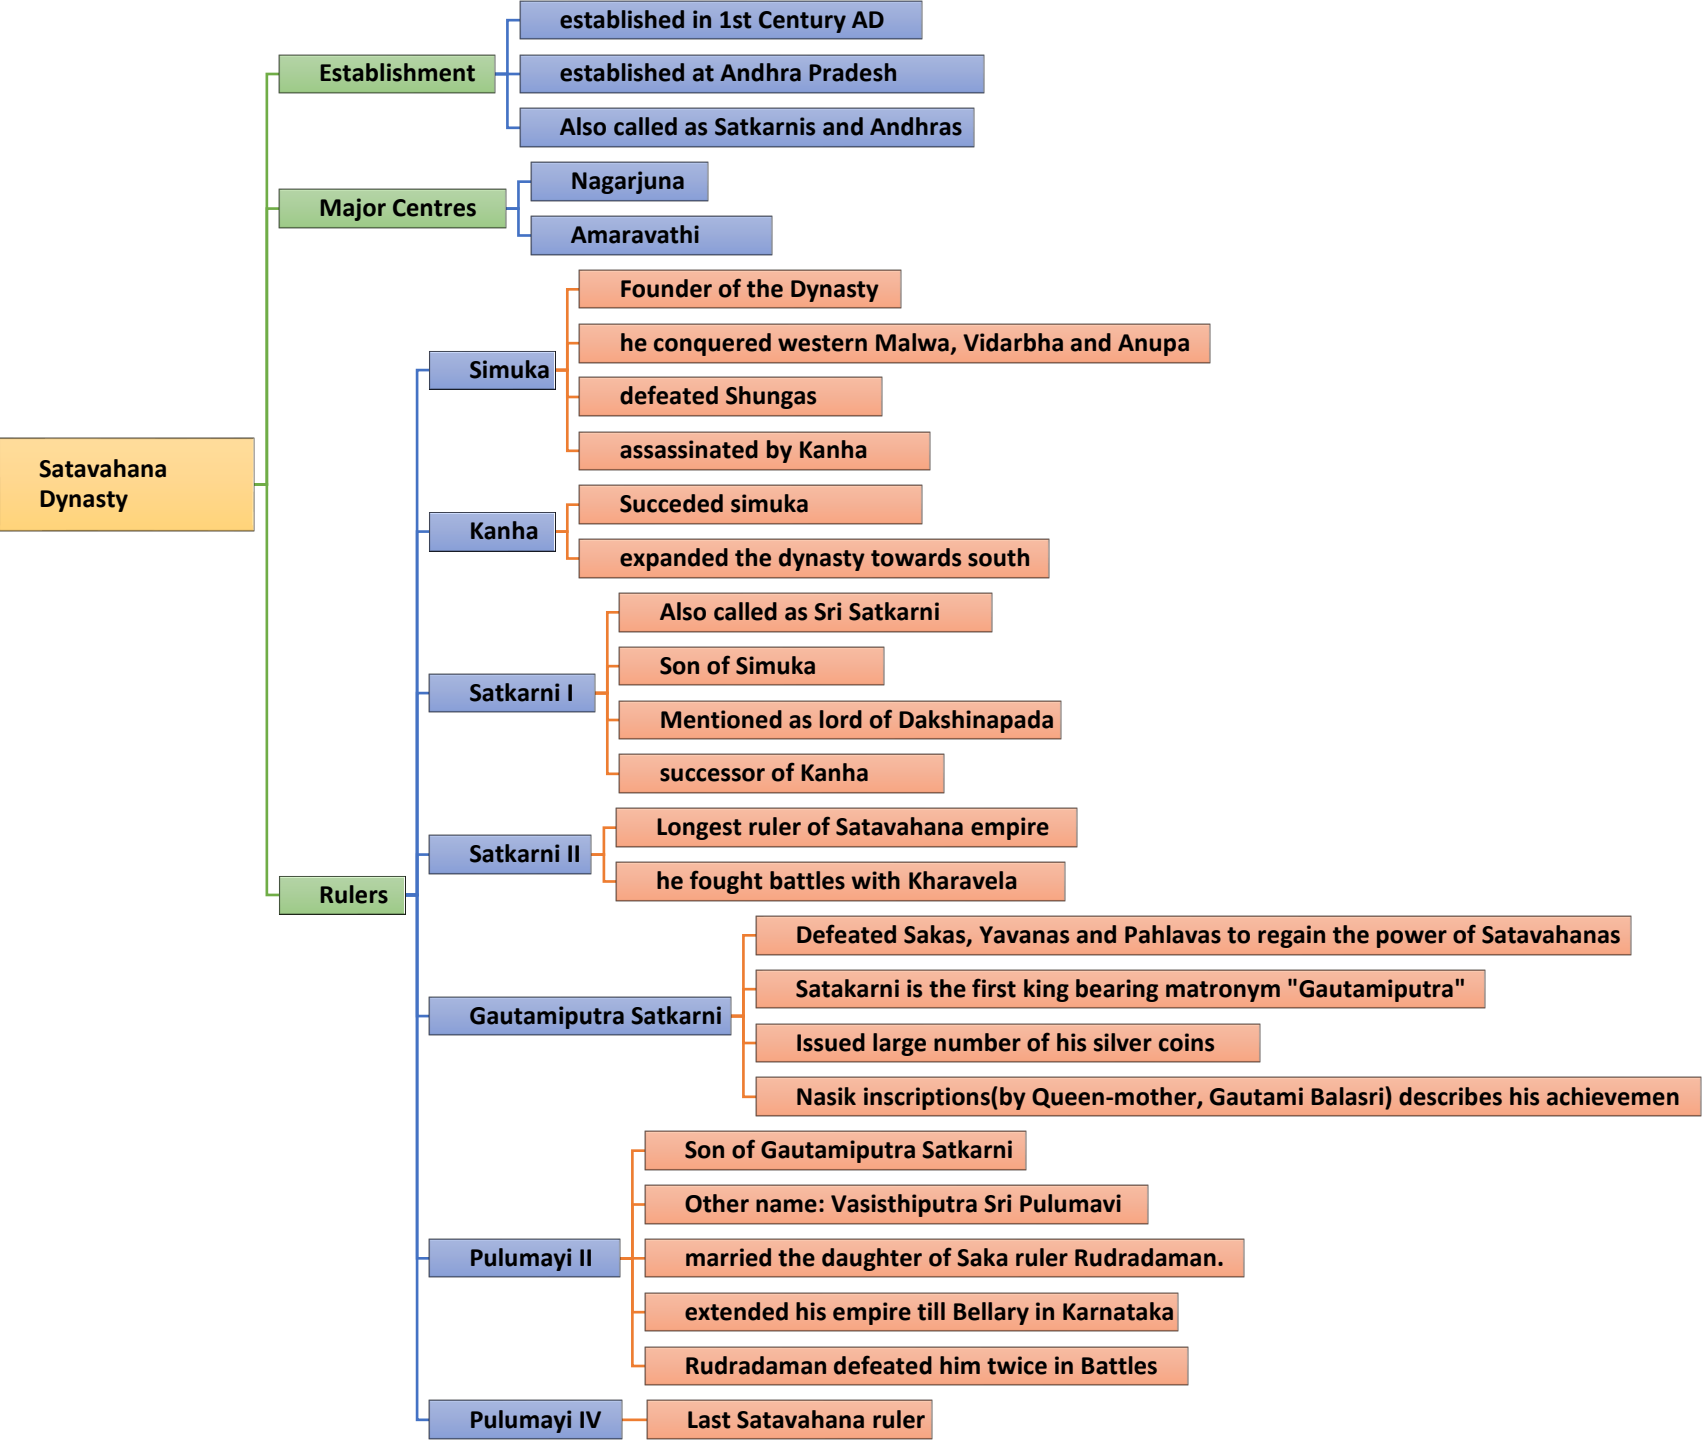 established in 1st Century AD
Establishment
established at Andhra Pradesh
Also called as Satkarnis and Andhras
Nagarjuna
Major Centres
Amaravathi
Founder of the Dynasty
he conquered western Malwa, Vidarbha and Anupa
Simuka
defeated Shungas
assassinated by Kanha
Satavahana
Dynasty
Succeded simuka
Kanha
expanded the dynasty towards south
Also called as Sri Satkarni
Son of Simuka
Satkarni I
Mentioned as lord of Dakshinapada
successor of Kanha
Longest ruler of Satavahana empire
Satkarni II
he fought battles with Kharavela
Rulers
Defeated Sakas, Yavanas and Pahlavas to regain the power of Satavahanas
Satakarni is the first king bearing matronym "Gautamiputra"
Gautamiputra Satkarni
Issued large number of his silver coins
Nasik inscriptions(by Queen-mother, Gautami Balasri) describes his achievemen
Son of Gautamiputra Satkarni
Other name: Vasisthiputra Sri Pulumavi
Pulumayi II
married the daughter of Saka ruler Rudradaman.
extended his empire till Bellary in Karnataka
Rudradaman defeated him twice in Battles
Pulumayi IV
Last Satavahana ruler